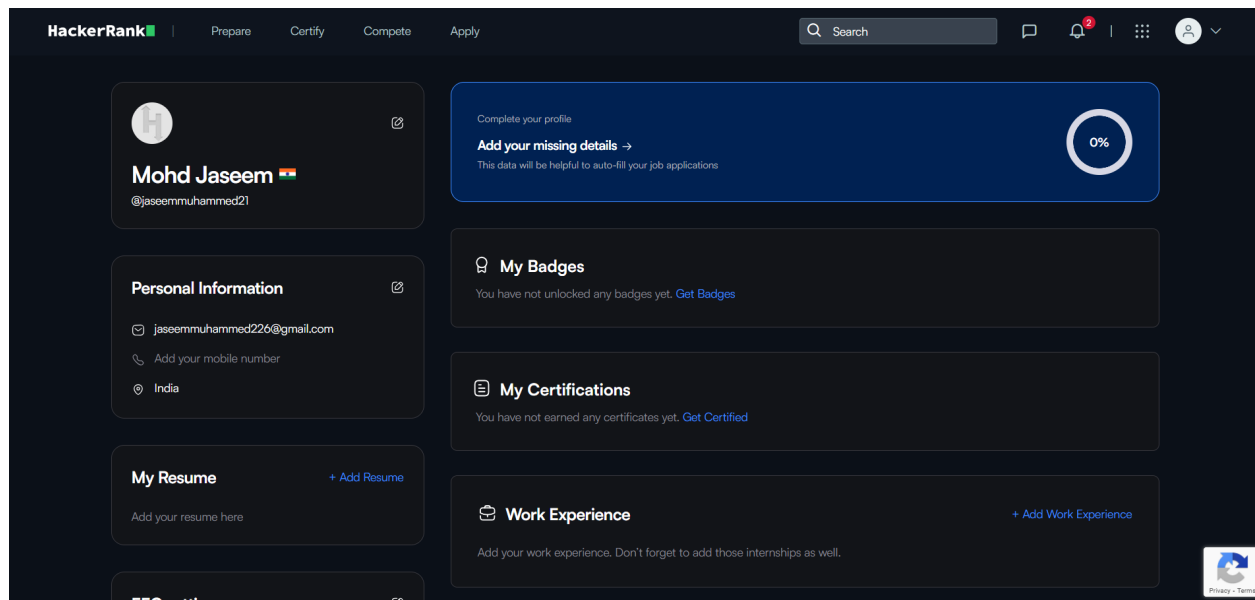 HackerRank
Prepare
Certify
Compete
Apply
Search
2
Mohd Jaseem
@jaseemmuhammed21
Complete your profile
Add your missing details →
This data will be helpful to auto-fill your job applications
0%
Personal Information
jaseemmuhammed226@gmail.com
Add your mobile number
India
My Badges
You have not unlocked any badges yet. Get Badges
My Certifications
You have not earned any certificates yet. Get Certified
My Resume
+ Add Resume
Add your resume here
Work Experience
+ Add Work Experience
Add your work experience. Don't forget to add those internships as well.
Privacy - Terms